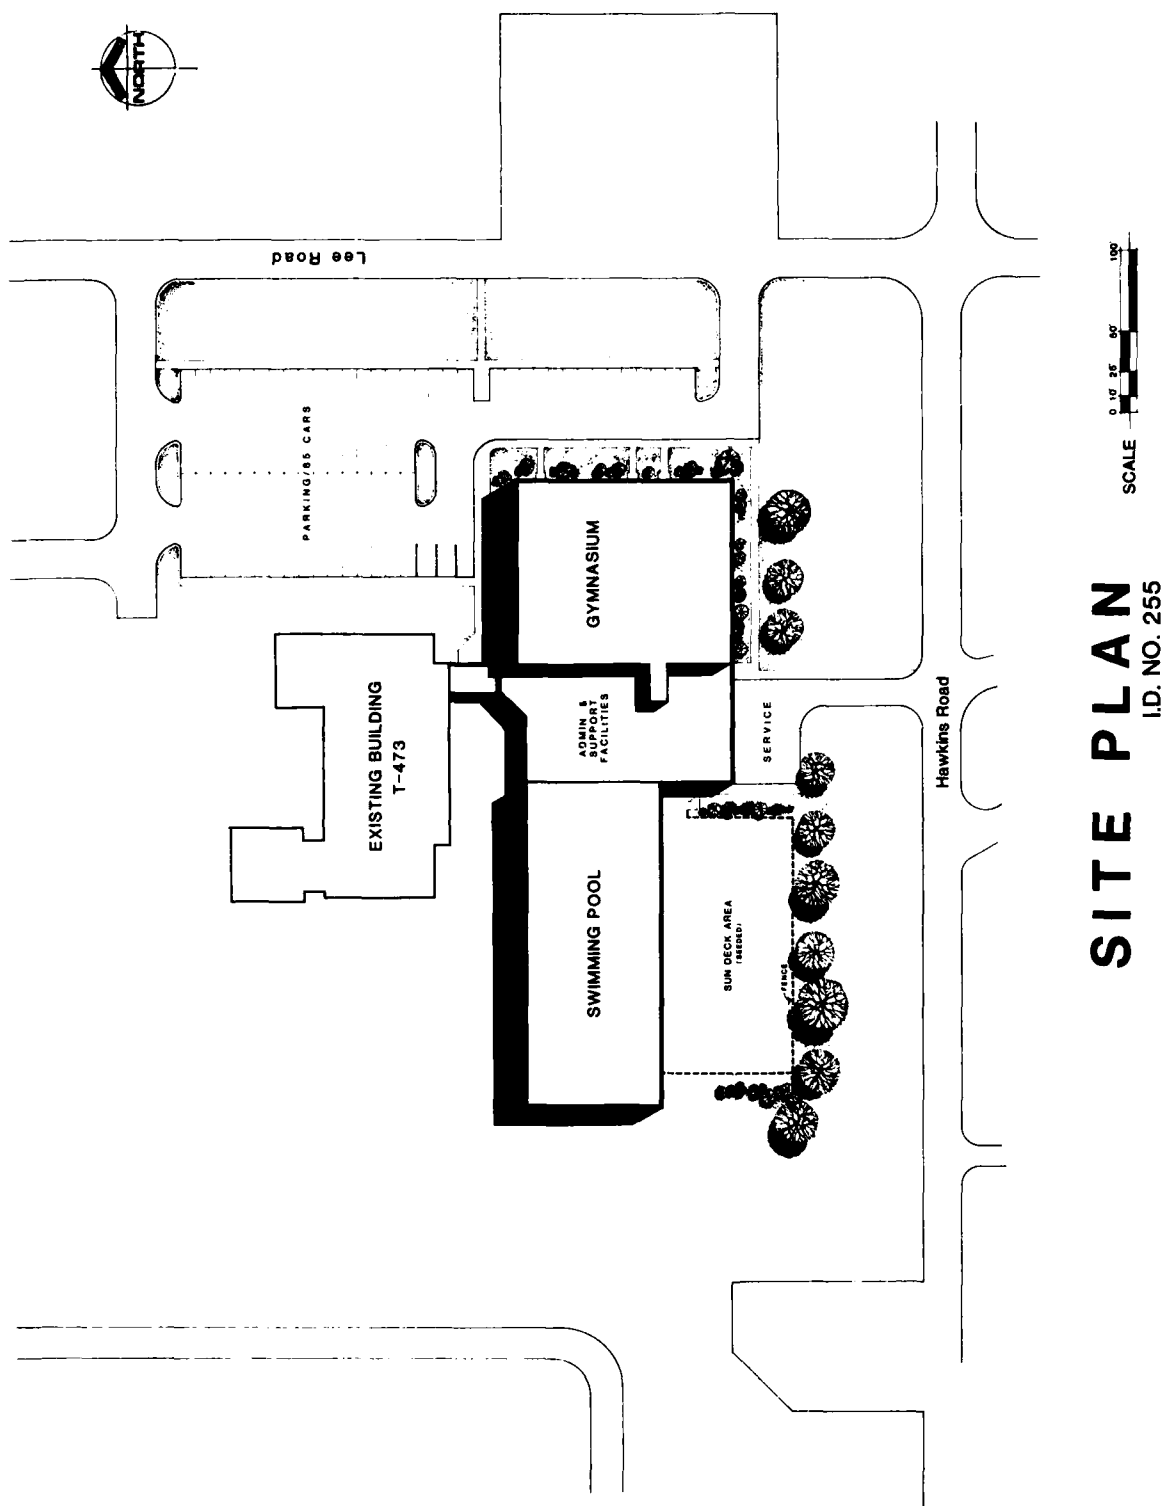 NORTH
Lee Road
PARKING/65 CARS
EXISTING BUILDING
T-473
GYMNASIUM
ADMIN &
SUPPORT
FACILITIES
SERVICE
SWIMMING POOL
SUN DECK AREA
(SEEDED)
FENCE
Hawkins Road
SCALE
0 10' 25' 50' 100'
SITE PLAN
I.D. NO. 255